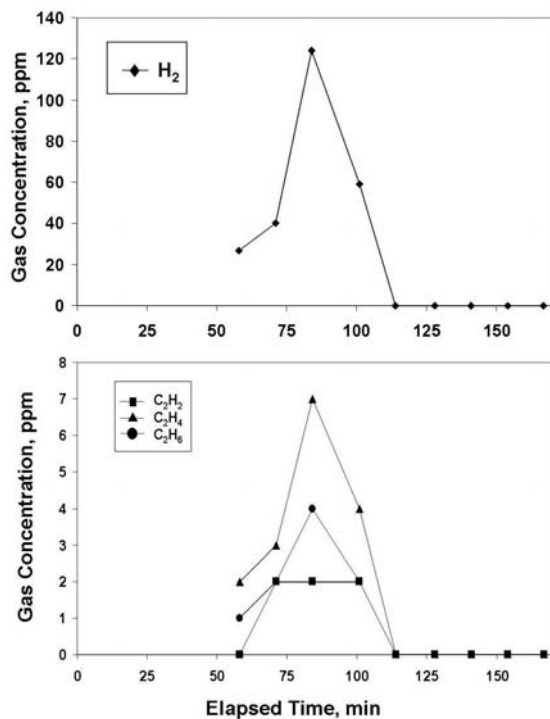 140
120
100
80
60
40
20
0
Gas Concentration, ppm
H₂
0 25 50 75 100 125 150
8
7
6
5
4
3
2
1
0
Gas Concentration, ppm
C₂H₂
C₂H₄
C₂H₆
0 25 50 75 100 125 150
Elapsed Time, min